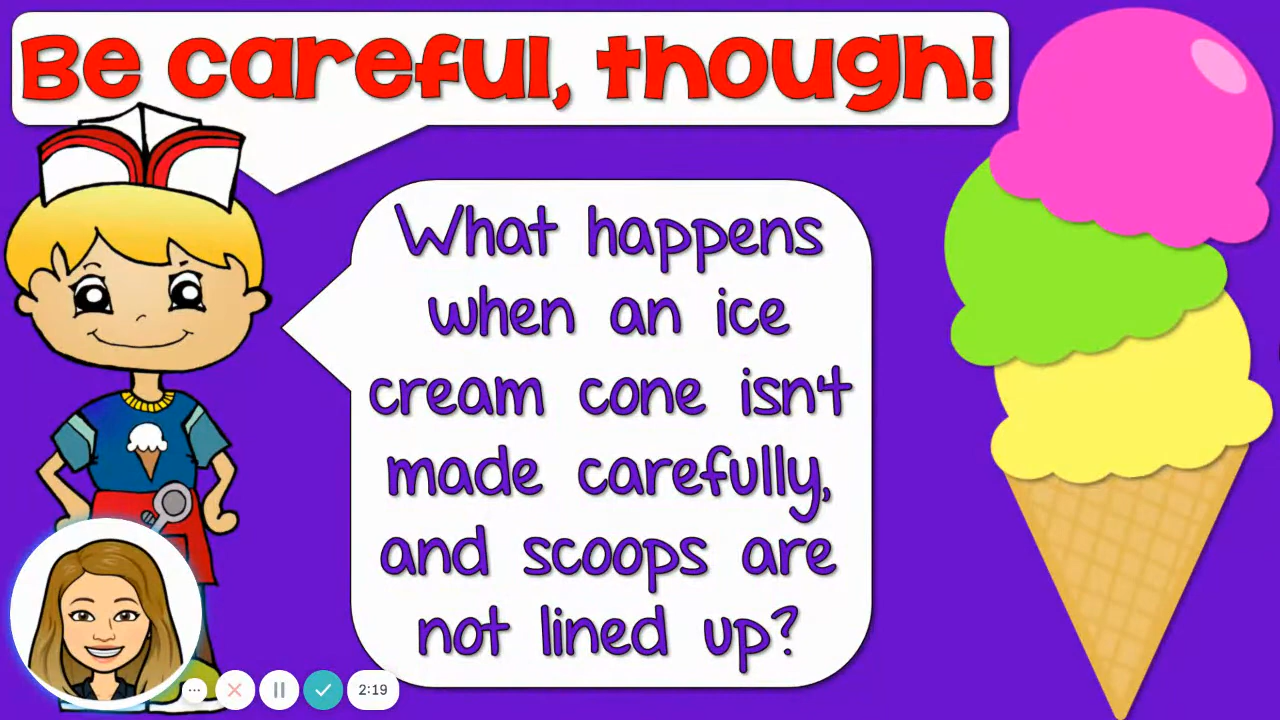 Be careful, though!
What happens
when an ice
cream cone isn't
made carefully,
and scoops are
not lined up?
2:19